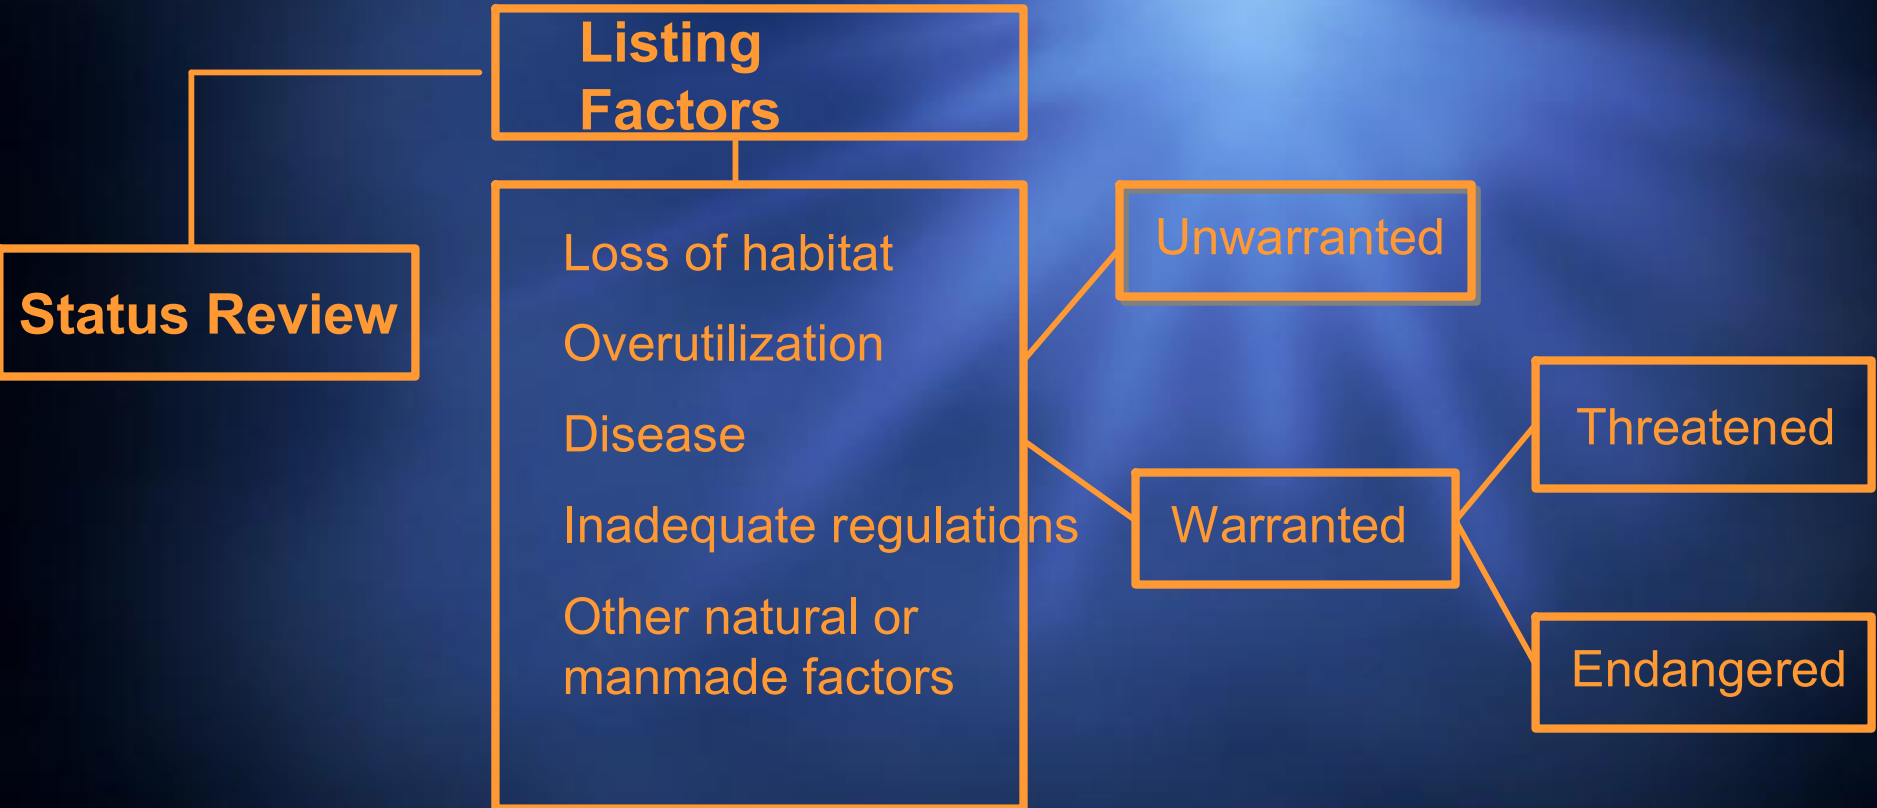 Listing
Factors
Status Review
Loss of habitat
Overutilization
Disease
Inadequate regulations
Other natural or
manmade factors
Unwarranted
Warranted
Threatened
Endangered